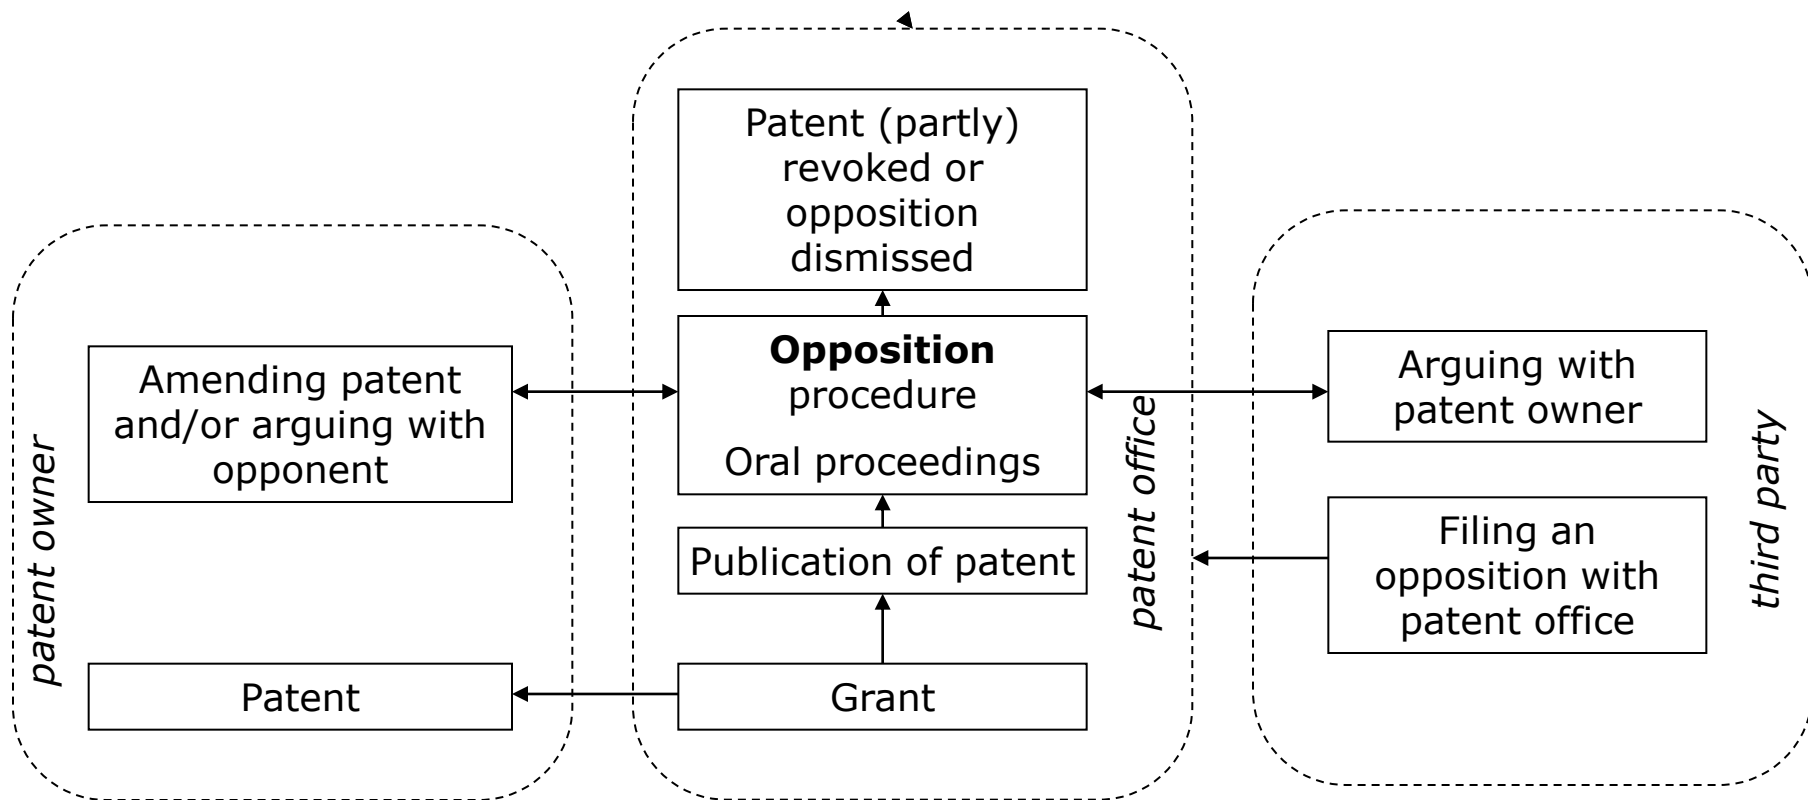 Patent (partly)
revoked or
opposition
dismissed
Opposition
procedure
Oral proceedings
Publication of patent
Grant
patent office
Amending patent
and/or arguing with
opponent
Patent
patent owner
Arguing with
patent owner
Filing an
opposition with
patent office
third party